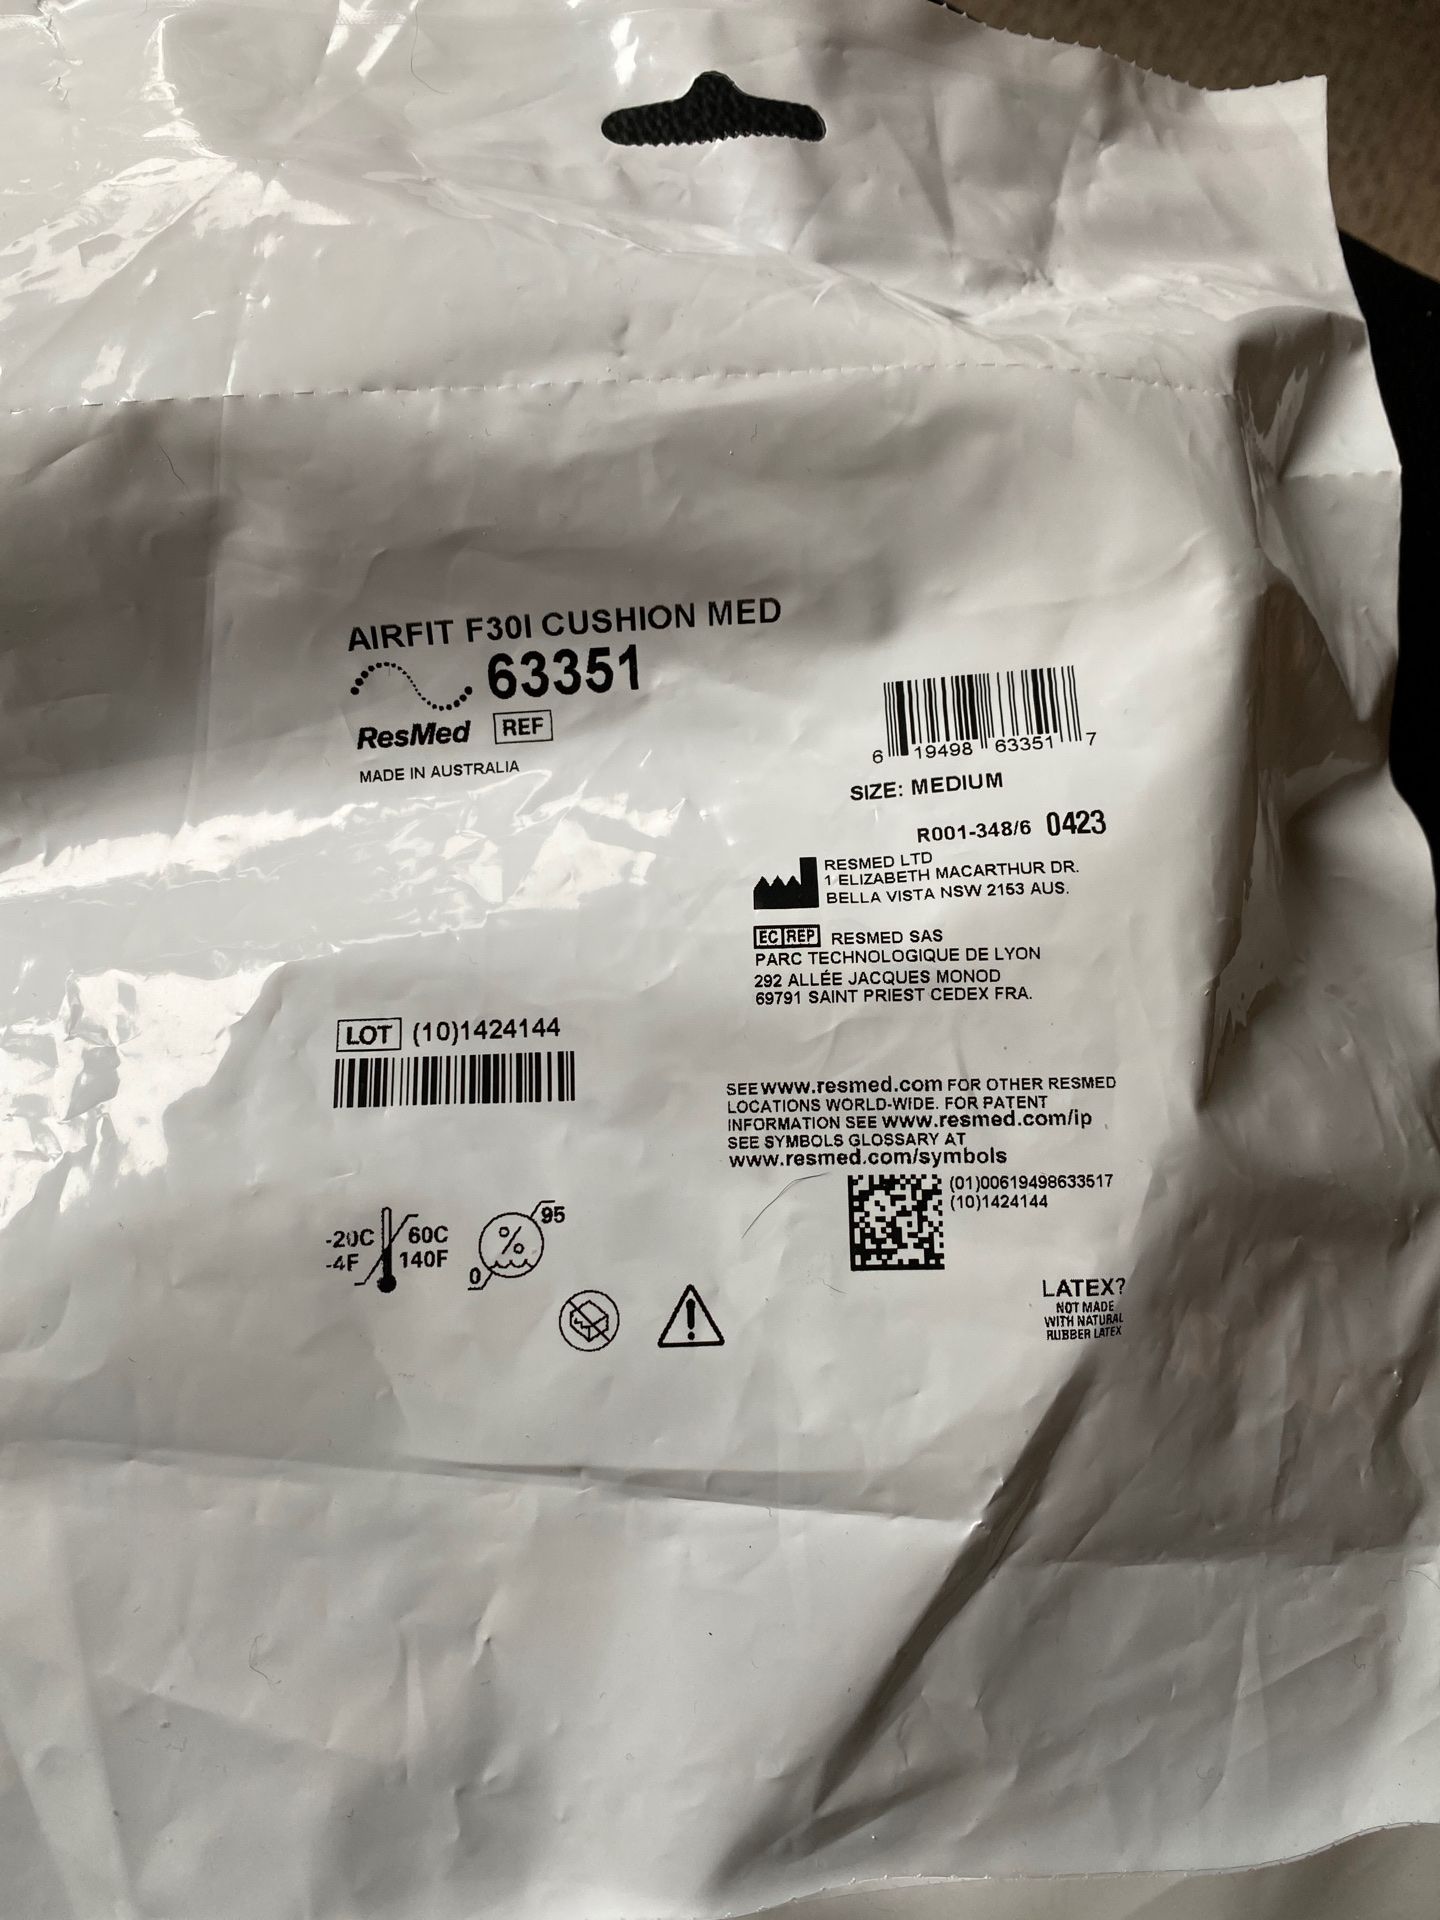 AIRFIT F30I CUSHION MED
63351
ResMed REF
MADE IN AUSTRALIA
6 19498 63351 7
SIZE: MEDIUM
R001-348/6 0423
RESMED LTD
1 ELIZABETH MACARTHUR DR.
BELLA VISTA NSW 2153 AUS.
EC REP RESMED SAS
PARC TECHNOLOGIQUE DE LYON
292 ALLÉE JACQUES MONOD
69791 SAINT PRIEST CEDEX FRA.
LOT (10)1424144
SEE www.resmed.com FOR OTHER RESMED
LOCATIONS WORLD-WIDE. FOR PATENT
INFORMATION SEE www.resmed.com/ip
SEE SYMBOLS GLOSSARY AT
www.resmed.com/symbols
(01)00619498633517
(10)1424144
-20C 60C
-4F 140F
% 95
0
LATEX?
NOT MADE
WITH NATURAL
RUBBER LATEX